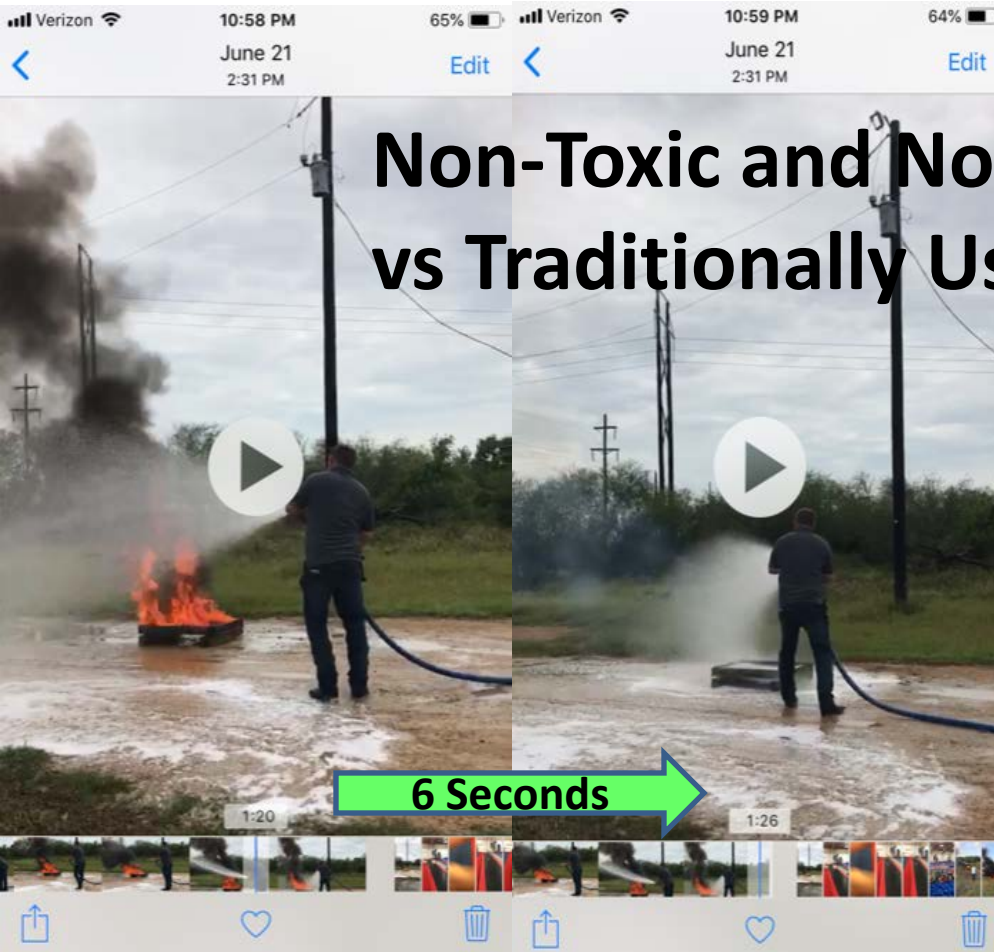 Verizon 10:58 PM 65%
June 21
2:31 PM
Edit
Verizon 10:59 PM 64%
June 21
2:31 PM
Edit
Non-Toxic and No
vs Traditionally Us
6 Seconds
1:20
1:26